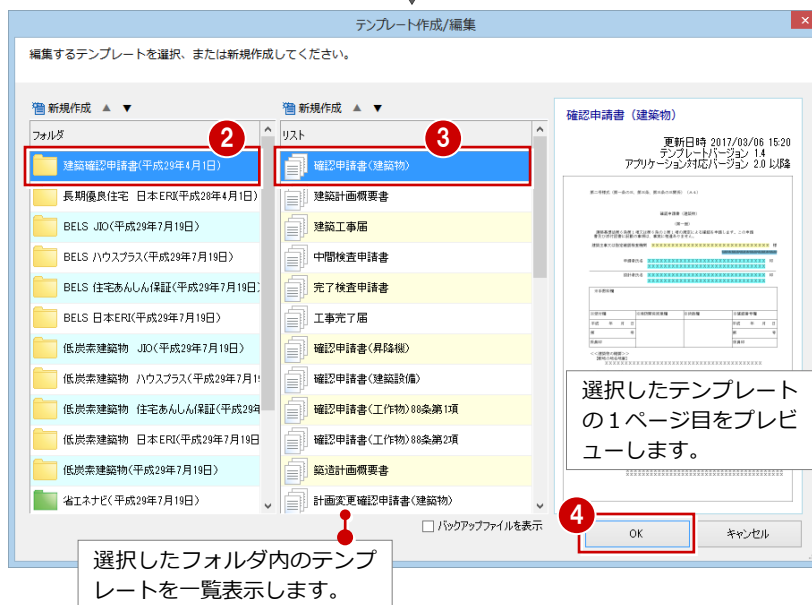 テンプレート作成/編集
×
編集するテンプレートを選択、または新規作成してください。
新規作成 ▲ ▼
フォルダ
2
建築確認申請書(平成29年4月1日)
長期優良住宅 日本ERI(平成28年4月1日)
BELS JIO(平成29年7月19日)
BELS ハウスプラス(平成29年7月19日)
BELS 住宅あんしん保証(平成29年7月19日
BELS 日本ERI(平成29年7月19日)
低炭素建築物 JIO(平成29年7月19日)
低炭素建築物 ハウスプラス(平成29年7月1
低炭素建築物 住宅あんしん保証(平成29年
低炭素建築物 日本ERI(平成29年7月19日
低炭素建築物(平成29年7月19日)
省エネナビ(平成29年7月19日)
新規作成 ▲ ▼
リスト
3
確認申請書(建築物)
建築計画概要書
建築工事届
中間検査申請書
完了検査申請書
工事完了届
確認申請書(昇降機)
確認申請書(建築設備)
確認申請書(工作物)88条第1項
確認申請書(工作物)88条第2項
築造計画概要書
計画変更確認申請書(建築物)
バックアップファイルを表示
確認申請書（建築物）
更新日時 2017/03/06 15:20
テンプレートバージョン 1.4
アプリケーション対応バージョン 2.0 以降
確認申請書（建築物）
（第一面）
選択したテンプレート
の１ページ目をプレビ
ューします。
4
OK
キャンセル
選択したフォルダ内のテンプ
レートを一覧表示します。